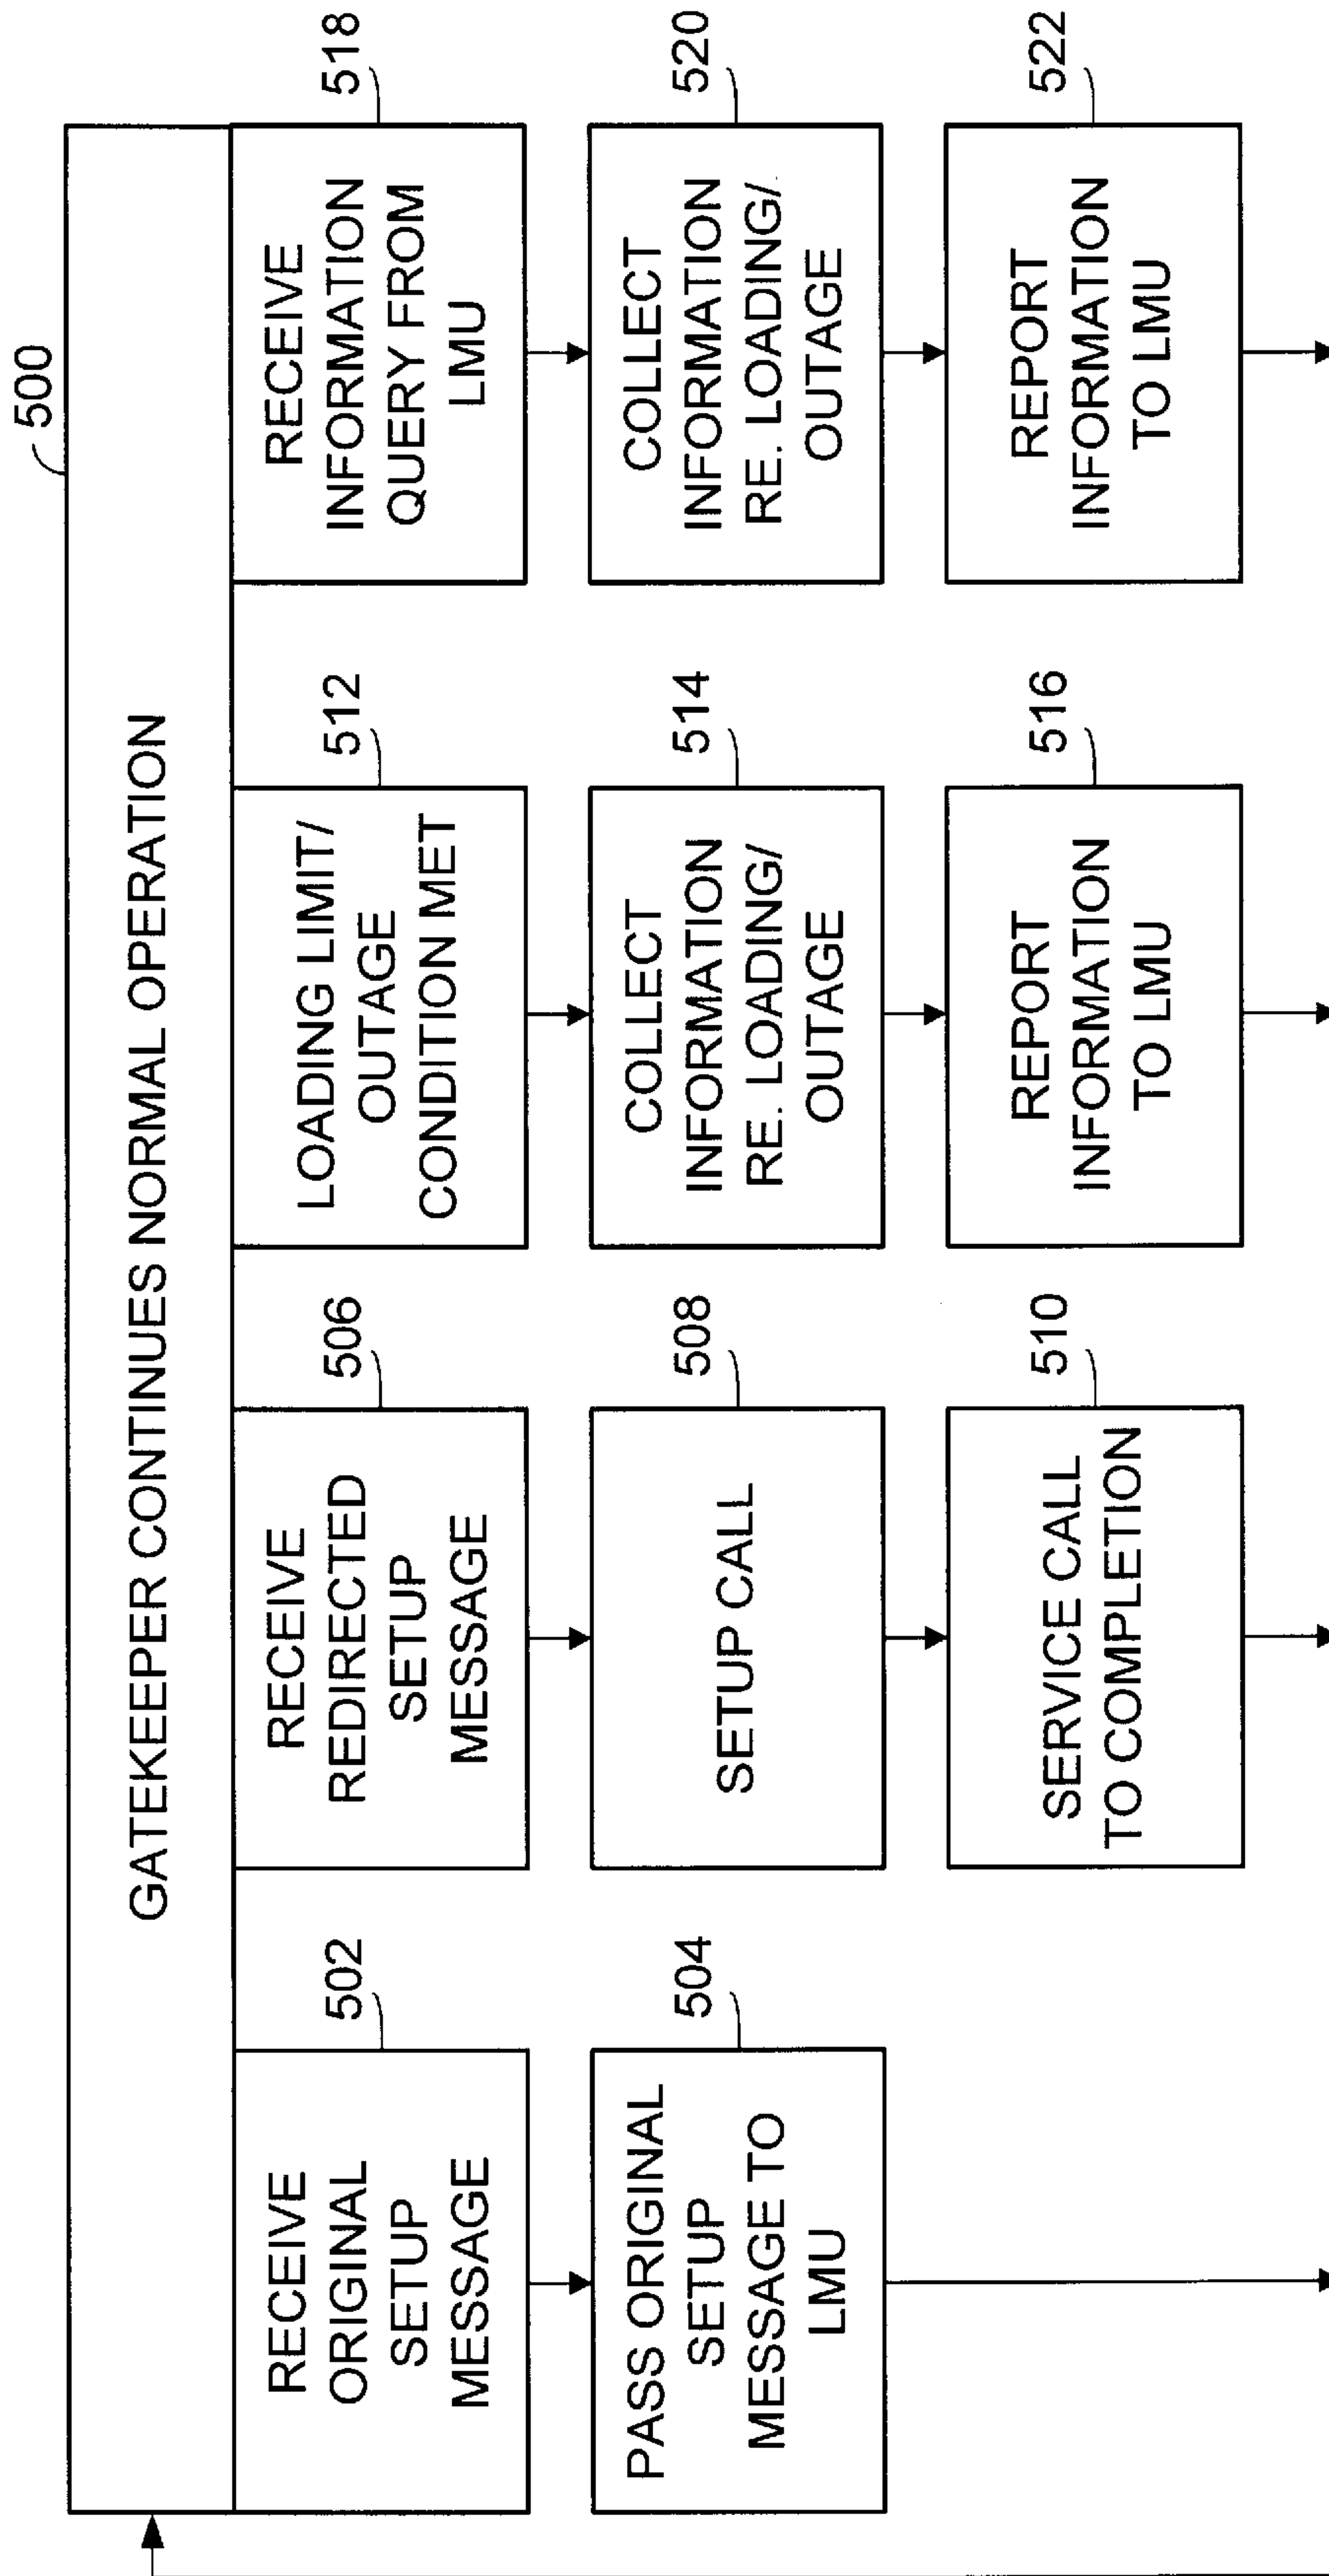 500
GATEKEEPER CONTINUES NORMAL OPERATION
502
RECEIVE
ORIGINAL
SETUP
MESSAGE
504
PASS ORIGINAL
SETUP
MESSAGE TO
LMU
506
RECEIVE
REDIRECTED
SETUP
MESSAGE
508
SETUP CALL
510
SERVICE CALL
TO COMPLETION
512
LOADING LIMIT/
OUTAGE
CONDITION MET
514
COLLECT
INFORMATION
RE. LOADING/
OUTAGE
516
REPORT
INFORMATION
TO LMU
518
RECEIVE
INFORMATION
QUERY FROM
LMU
520
COLLECT
INFORMATION
RE. LOADING/
OUTAGE
522
REPORT
INFORMATION
TO LMU